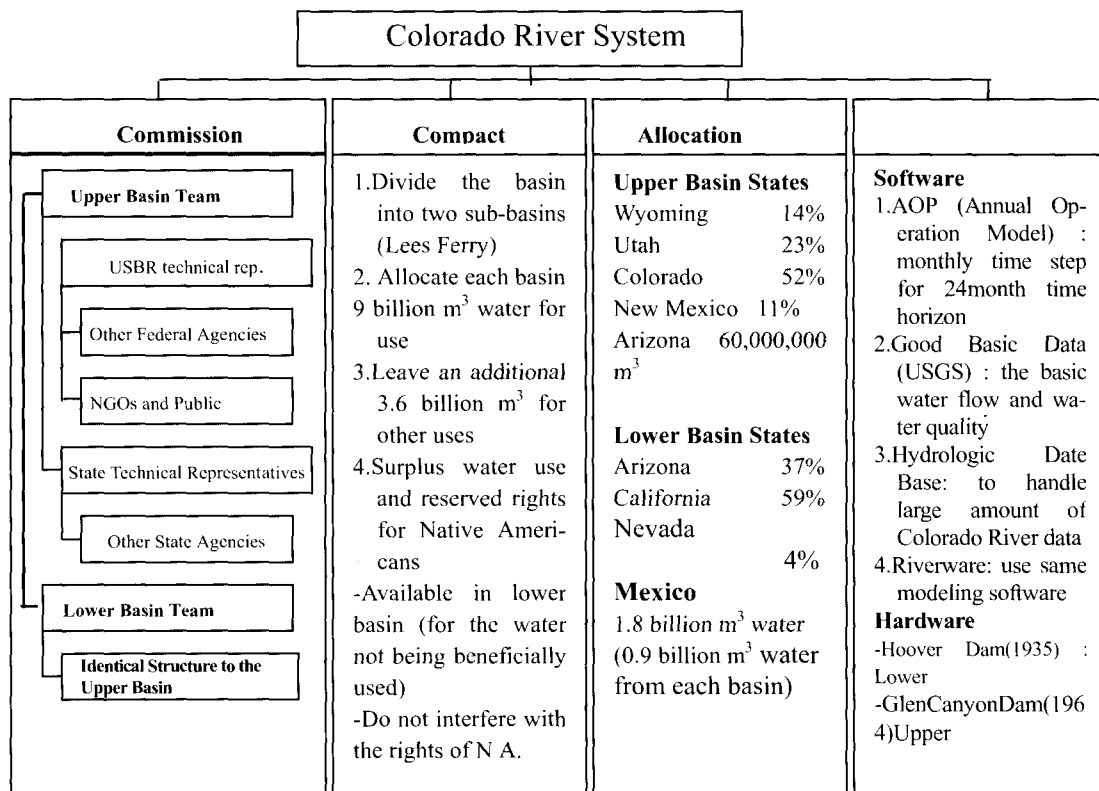 Colorado River System
Commission
Upper Basin Team
USBR technical rep.
Other Federal Agencies
NGOs and Public
State Technical Representatives
Other State Agencies
Lower Basin Team
Identical Structure to the
Upper Basin
Compact
1.Divide the basin
into two sub-basins
(Lees Ferry)
2. Allocate each basin
9 billion m³ water for
use
3.Leave an additional
3.6 billion m³ for
other uses
4.Surplus water use
and reserved rights
for Native Ameri-
cans
-Available in lower
basin (for the water
not being beneficially
used)
-Do not interfere with
the rights of N A.
Allocation
Upper Basin States
Wyoming 14%
Utah 23%
Colorado 52%
New Mexico 11%
Arizona 60,000,000
m³
Lower Basin States
Arizona 37%
California 59%
Nevada
4%
Mexico
1.8 billion m³ water
(0.9 billion m³ water
from each basin)
Software
1.AOP (Annual Op-
eration Model) :
monthly time step
for 24month time
horizon
2.Good Basic Data
(USGS) : the basic
water flow and wa-
ter quality
3.Hydrologic Date
Base: to handle
large amount of
Colorado River data
4.Riverware: use same
modeling software
Hardware
-Hoover Dam(1935) :
Lower
-GlenCanyonDam(196
4)Upper